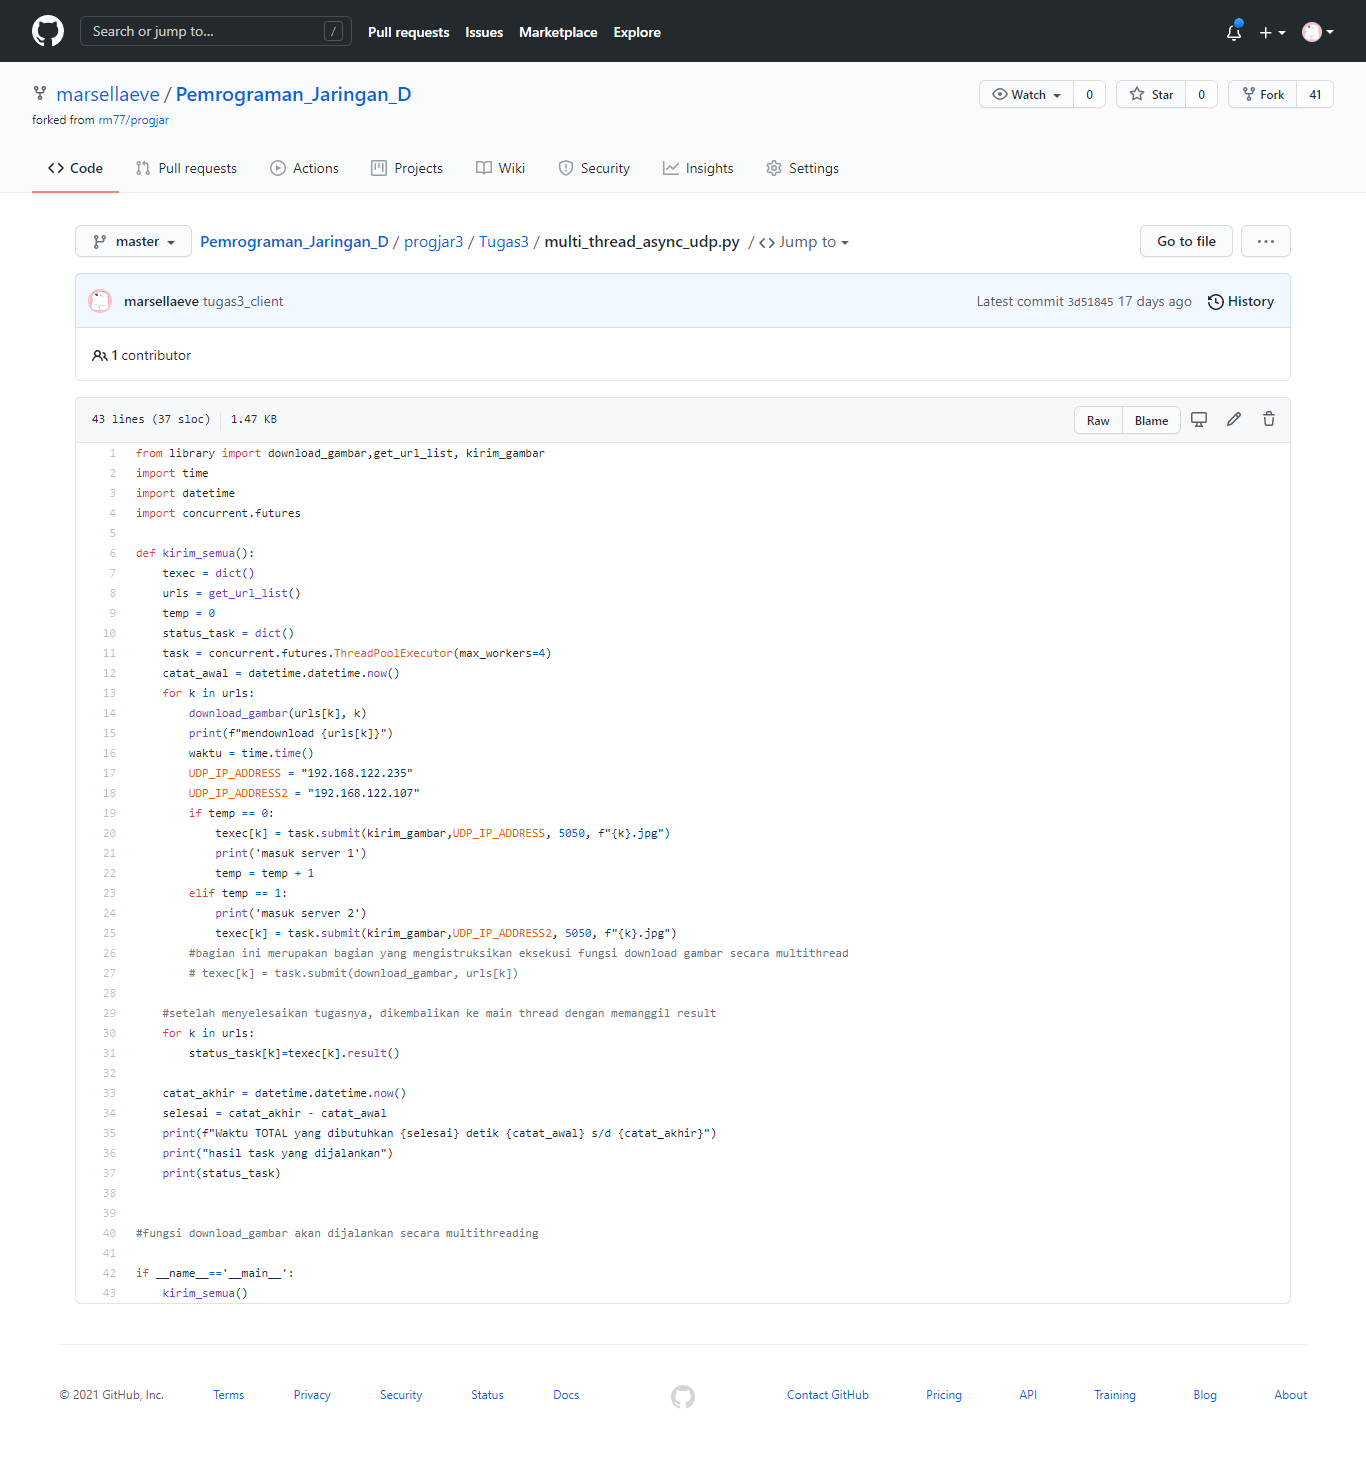 Search or jump to... /
Pull requests Issues Marketplace Explore
marsellaeve / Pemrograman_Jaringan_D
Watch 0 Star 0 Fork 41
forked from rm77/progjar
Code Pull requests Actions Projects Wiki Security Insights Settings
master Pemrograman_Jaringan_D / progjar3 / Tugas3 / multi_thread_async_udp.py / <> Jump to Go to file ...
marsellaeve tugas3_client Latest commit 3d51845 17 days ago History
1 contributor
43 lines (37 sloc) 1.47 KB Raw Blame
1 from library import download_gambar,get_url_list, kirim_gambar
2 import time
3 import datetime
4 import concurrent.futures
5
6 def kirim_semua():
7     texec = dict()
8     urls = get_url_list()
9     temp = 0
10     status_task = dict()
11     task = concurrent.futures.ThreadPoolExecutor(max_workers=4)
12     catat_awal = datetime.datetime.now()
13     for k in urls:
14         download_gambar(urls[k], k)
15         print(f"mendownload {urls[k]}")
16         waktu = time.time()
17         UDP_IP_ADDRESS = "192.168.122.235"
18         UDP_IP_ADDRESS2 = "192.168.122.107"
19         if temp == 0:
20             texec[k] = task.submit(kirim_gambar,UDP_IP_ADDRESS, 5050, f"{k}.jpg")
21             print('masuk server 1')
22             temp = temp + 1
23         elif temp == 1:
24             print('masuk server 2')
25             texec[k] = task.submit(kirim_gambar,UDP_IP_ADDRESS2, 5050, f"{k}.jpg")
26         #bagian ini merupakan bagian yang mengistruksikan eksekusi fungsi download gambar secara multithread
27         # texec[k] = task.submit(download_gambar, urls[k])
28
29     #setelah menyelesaikan tugasnya, dikembalikan ke main thread dengan memanggil result
30     for k in urls:
31         status_task[k]=texec[k].result()
32
33     catat_akhir = datetime.datetime.now()
34     selesai = catat_akhir - catat_awal
35     print(f"Waktu TOTAL yang dibutuhkan {selesai} detik {catat_awal} s/d {catat_akhir}")
36     print("hasil task yang dijalankan")
37     print(status_task)
38
39
40 #fungsi download_gambar akan dijalankan secara multithreading
41
42 if __name__=='__main__':
43     kirim_semua()
© 2021 GitHub, Inc. Terms Privacy Security Status Docs Contact GitHub Pricing API Training Blog About